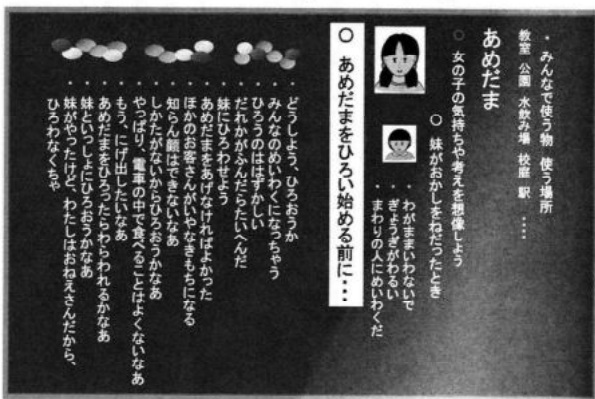 ・みんなで使う物　使う場所
教室　公園　水飲み場　校庭　駅　‥‥
あめだま
○　女の子の気持ちや考えを想像しよう
○　妹がおかしをねだったとき
・わがままいわないで
・ぎょうぎがわるい
・まわりの人にめいわくだ
○　あめだまをひろい始める前に・・・
・どうしよう、ひろおうか
・みんなのめいわくになっちゃう
・ひろうのははずかしい
・だれかがふんだらたいへんだ
・妹にひろわせよう
・あめだまをあげなければよかった
・ほかのお客さんがいやなきもちになる
・知らん顔はできないなあ
・しかたがないからひろおうかなあ
・やっぱり、電車の中で食べることはよくないなあ
・もう、にげ出したいなあ
・あめだまをひろったらわらわれるかなあ
・妹といっしょにひろおうかなあ
・妹がやったけど、わたしはおねえさんだから、
ひろわなくちゃ